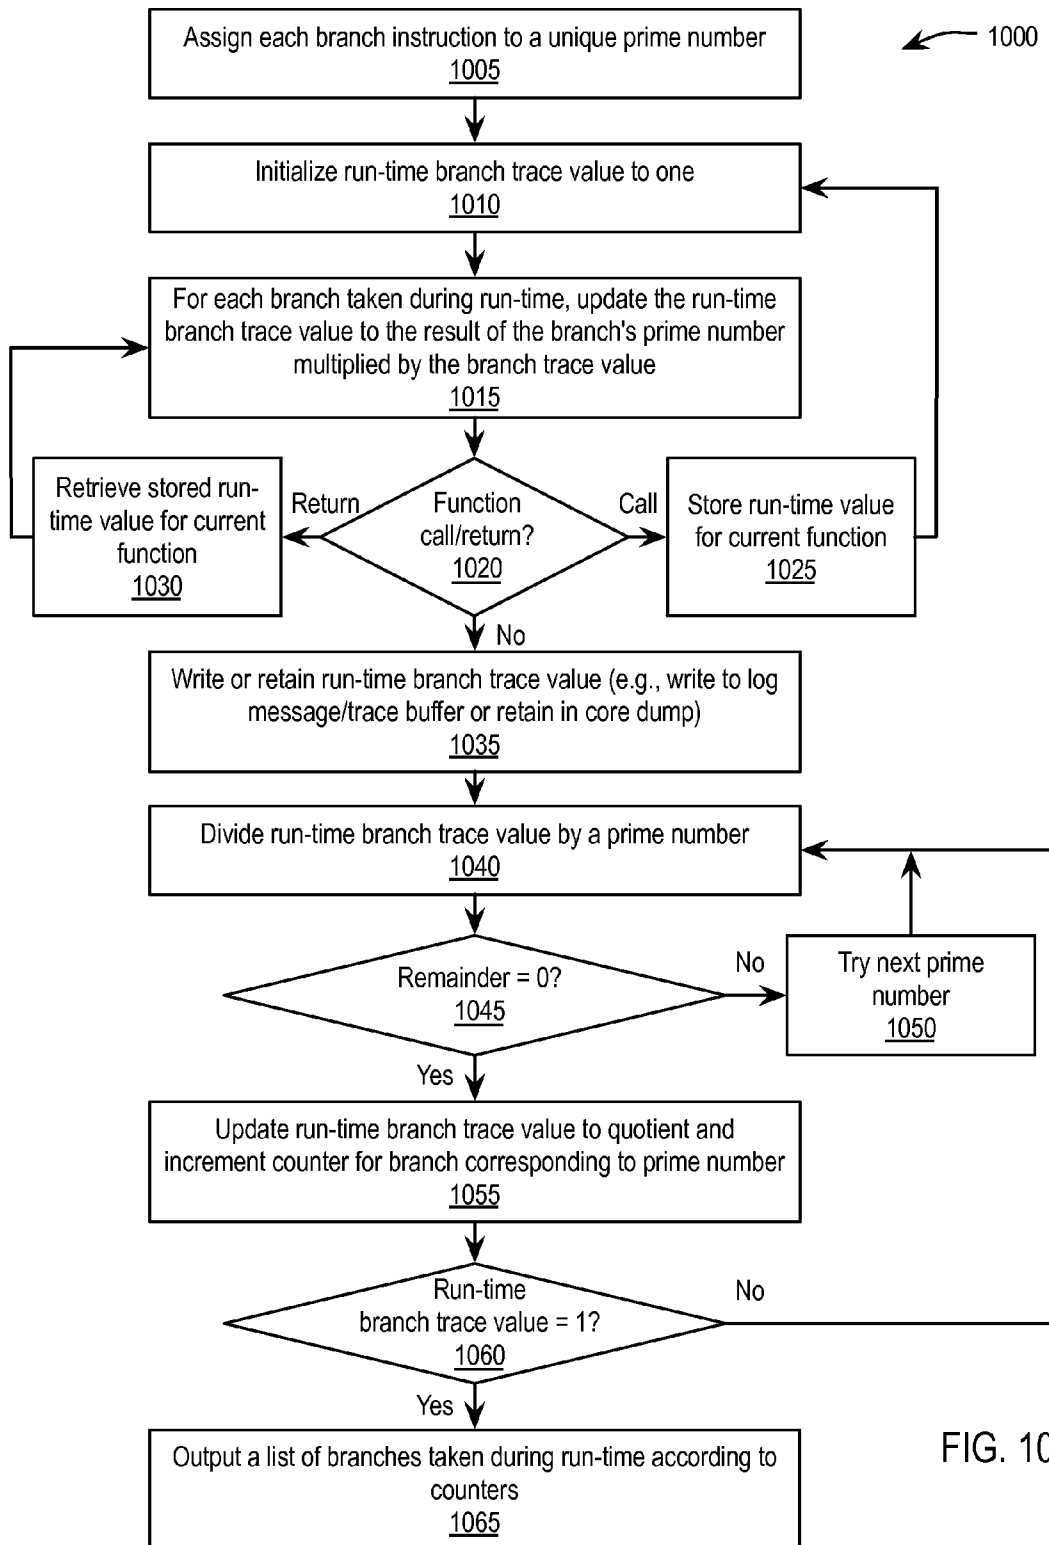 Assign each branch instruction to a unique prime number
1005
1000
Initialize run-time branch trace value to one
1010
For each branch taken during run-time, update the run-time
branch trace value to the result of the branch's prime number
multiplied by the branch trace value
1015
Retrieve stored run-
time value for current
function
1030
Return
Function
call/return?
1020
Call
Store run-time value
for current function
1025
No
Write or retain run-time branch trace value (e.g., write to log
message/trace buffer or retain in core dump)
1035
Divide run-time branch trace value by a prime number
1040
Remainder = 0?
1045
No
Try next prime
number
1050
Yes
Update run-time branch trace value to quotient and
increment counter for branch corresponding to prime number
1055
Run-time
branch trace value = 1?
1060
No
Yes
Output a list of branches taken during run-time according to
counters
1065
FIG. 10